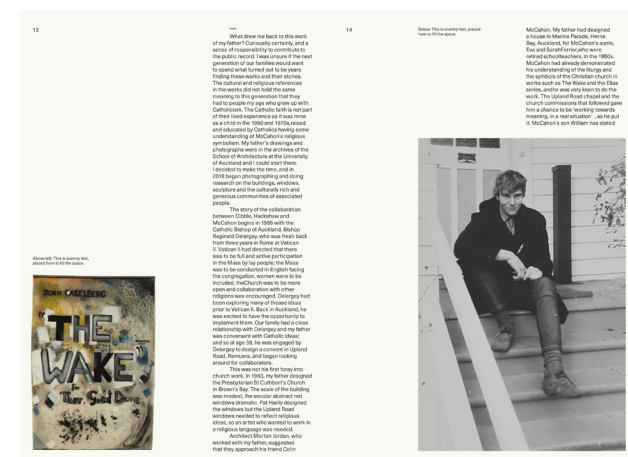 13
Above left: This is dummy text,
placed here to fill the space.
JOHN CASELBERG
"THE
WAKE"
for
Thor, Great Dane
***
What drew me back to this work
of my father? Curiousity certainly, and a
sense of responsibility to contribute to
the public record. I was unsure if the next
generation of our families would want
to spend what turned out to be years
finding these works and their stories.
The cultural and religious references
in the works did not hold the same
meaning to this generation that they
had to people my age who grew up with
Catholicism. The Catholic faith is not part
of their lived experience as it was mine
as a child in the 1960 and 1970s,raised
and educated by Catholics having some
understanding of McCahon's religious
symbolism. My father's drawings and
photographs were in the archives of the
School of Architecture at the University
of Auckland and I could start there.
I decided to make the time, and in
2018 began photographing and doing
research on the buildings, windows,
sculpture and the culturally rich and
generous communities of associated
people.
The story of the collaboration
between Dibble, Hackshaw and
McCahon begins in 1965 with the
Catholic Bishop of Auckland, Bishop
Reginald Delargey, who was fresh back
from three years in Rome at Vatican
II. Vatican II had directed that there
was to be full and active participation
in the Mass by lay people; the Mass
was to be conducted in English facing
the congregation, women were to be
included, theChurch was to be more
open and collaboration with other
religions was encouraged. Delargey had
been exploring many of those ideas
prior to Vatican II. Back in Auckland, he
was excited to have the opportunity to
implement them. Our family had a close
relationship with Delargey and my father
was conversant with Catholic ideas;
and so at age 39, he was engaged by
Delargey to design a convent in Upland
Road, Remuera, and began looking
around for collaborators.
This was not his first foray into
church work. In 1963, my father designed
the Presbyterian St Cuthbert's Church
in Brown's Bay. The scale of the building
was modest, the secular abstract red
windows dramatic. Pat Hanly designed
the windows but the Upland Road
windows needed to reflect religious
ideas, so an artist who wanted to work in
a religious language was needed.
Architect Morton Jordan, who
worked with my father, suggested
that they approach his friend Colin
14
Below: This is dummy text, placed
here to fill the space.
McCahon. My father had designed
a house in Marine Parade, Herne
Bay, Auckland, for McCahon's aunts,
Eva and SarahForrior,who were
retired schoolteachers, in the 1950s.
McCahon had already demonstrated
his understanding of the liturgy and
the symbols of the Christian church in
works such as The Wake and the Elias
series, andhe was very keen to do the
work. The Upland Road chapel and the
church commissions that followed gave
him a chance to be 'working towards
meaning, in a real situation' , as he put
it. McCahon's son William has stated